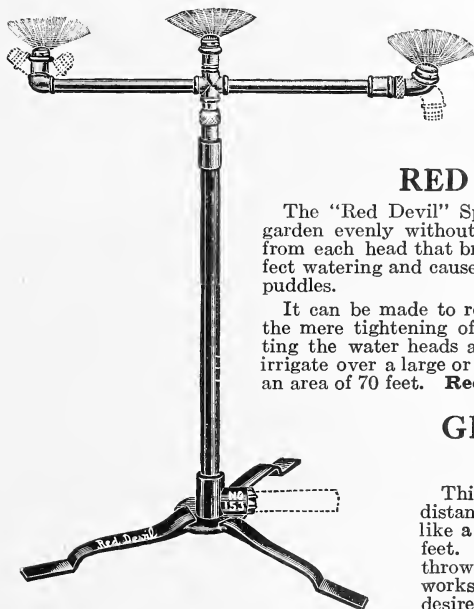 RED
The "Red Devil" Sp
garden evenly without
from each head that br
fect watering and cause
puddles.
It can be made to r
the mere tightening of
ting the water heads a
irrigate over a large or
an area of 70 feet. Re
GI
Thi
distan
like a
feet.
throw
works
desire
NO
153
Red Devil